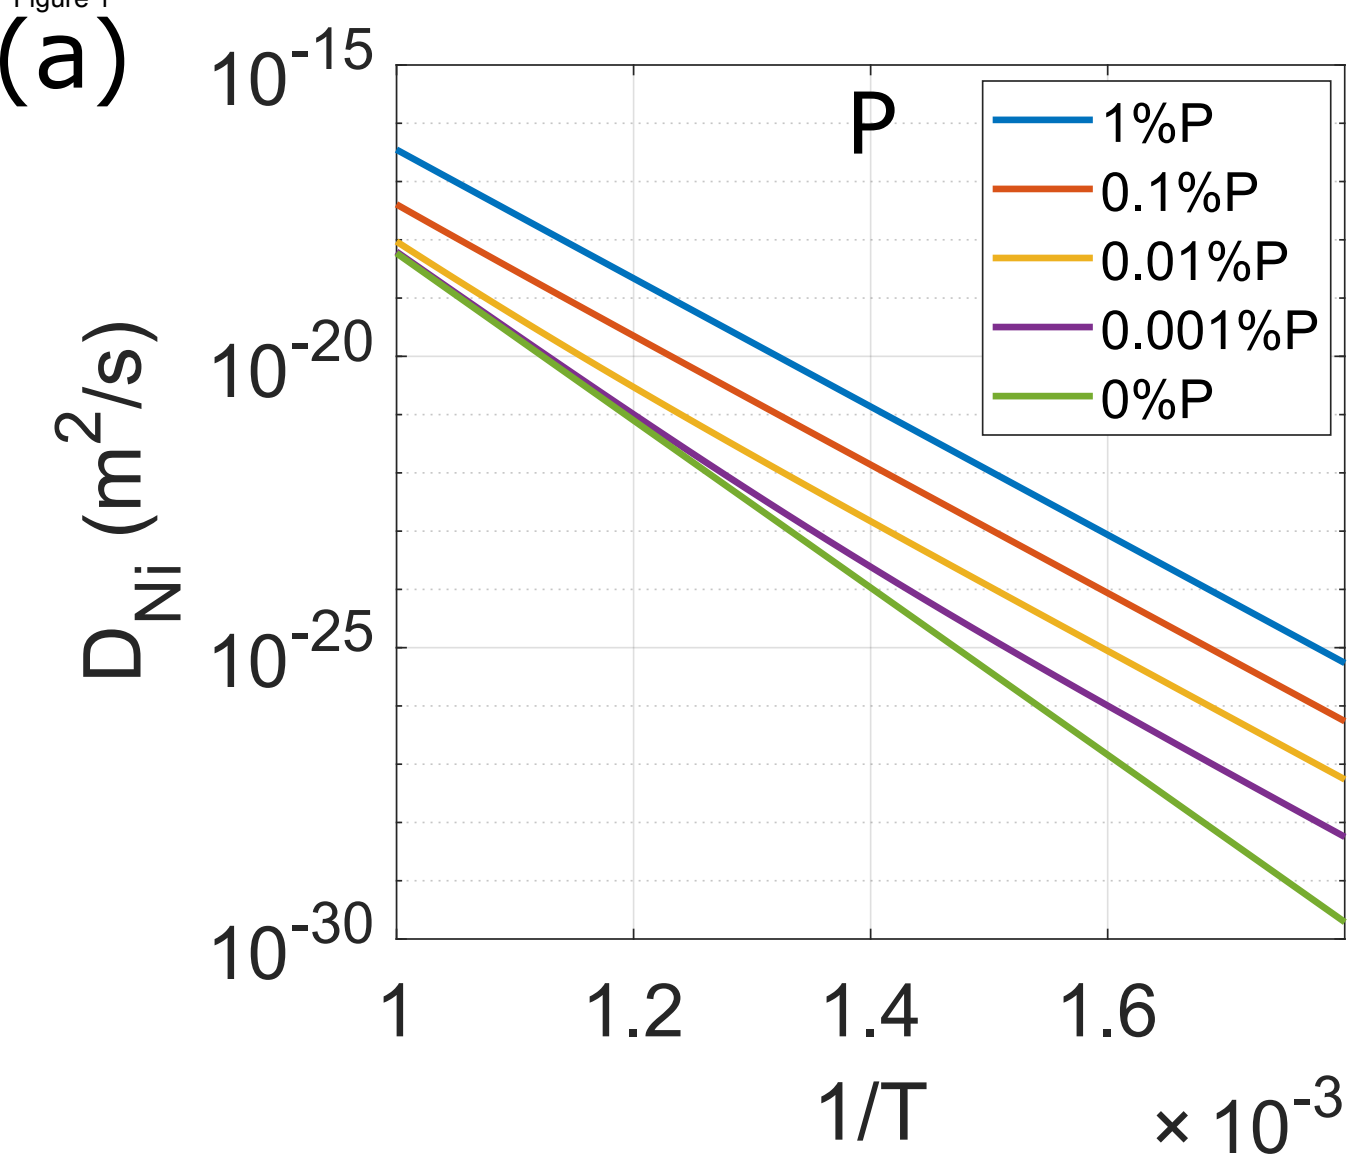 Figure 1
(a)
P
1%P
0.1%P
0.01%P
0.001%P
0%P
10^-15
10^-20
10^-25
10^-30
D_Ni (m^2/s)
1 1.2 1.4 1.6
1/T
× 10^-3